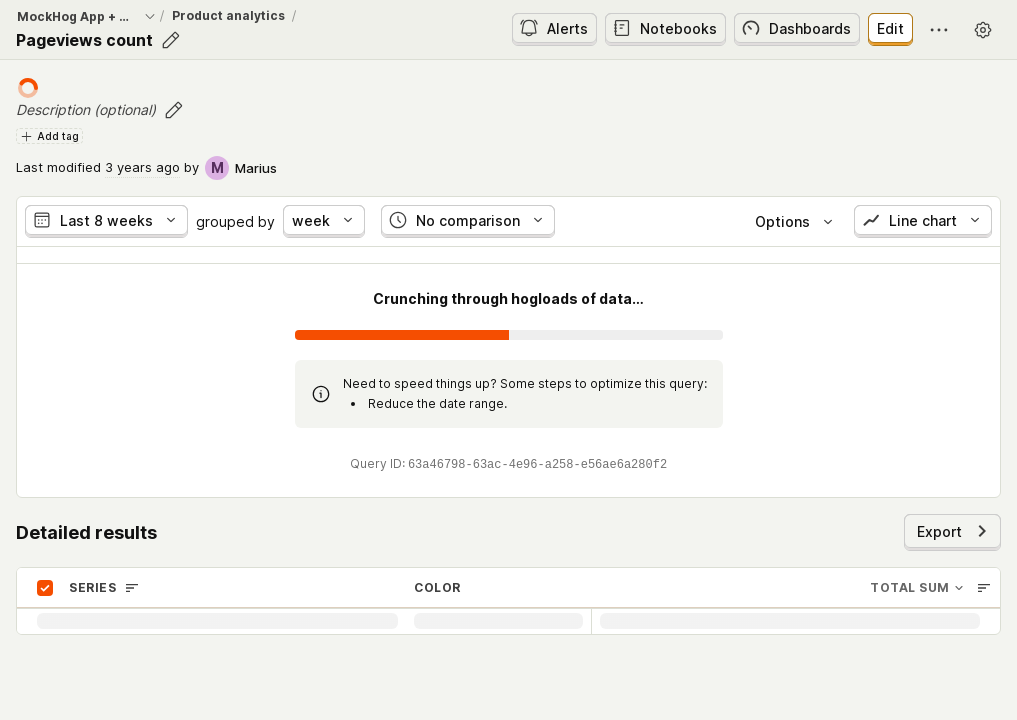 MockHog App + ... / Product analytics /
Pageviews count
Alerts
Notebooks
Dashboards
Edit
Description (optional)
Add tag
Last modified 3 years ago by M Marius
Last 8 weeks grouped by week No comparison Options Line chart
Crunching through hogloads of data...
Need to speed things up? Some steps to optimize this query:
• Reduce the date range.
Query ID: 63a46798-63ac-4e96-a258-e56ae6a280f2
Detailed results
Export
SERIES COLOR TOTAL SUM